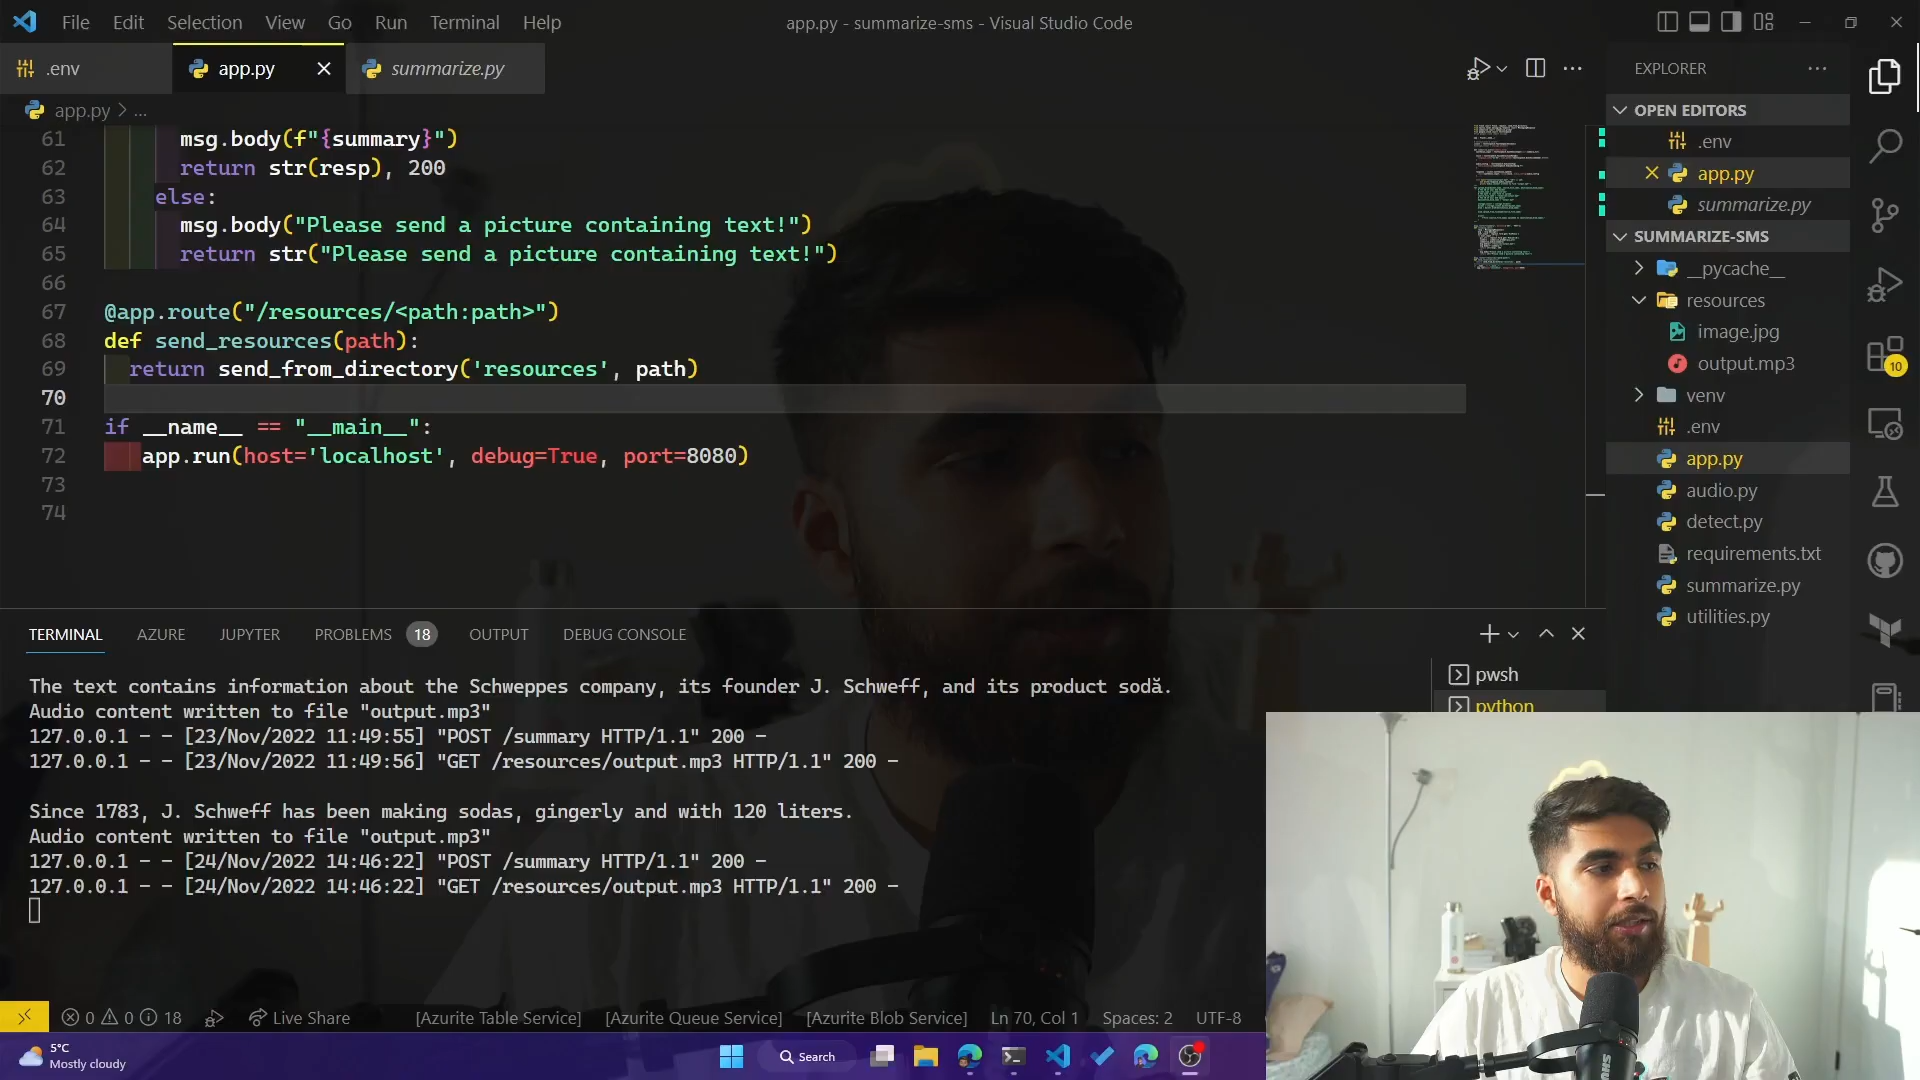 File Edit Selection View Go Run Terminal Help
app.py - summarize-sms - Visual Studio Code
.env app.py summarize.py
app.py > ...
61 msg.body(f"{summary}")
62 return str(resp), 200
63 else:
64 msg.body("Please send a picture containing text!")
65 return str("Please send a picture containing text!")
66
67 @app.route("/resources/<path:path>")
68 def send_resources(path):
69 return send_from_directory('resources', path)
70
71 if __name__ == "__main__":
72 app.run(host='localhost', debug=True, port=8080)
73
74
EXPLORER
OPEN EDITORS
.env
app.py
summarize.py
SUMMARIZE-SMS
__pycache__
resources
image.jpg
output.mp3
venv
.env
app.py
audio.py
detect.py
requirements.txt
summarize.py
utilities.py
10
TERMINAL AZURE JUPYTER PROBLEMS 18 OUTPUT DEBUG CONSOLE
pwsh
python
The text contains information about the Schweppes company, its founder J. Schweff, and its product sodă.
Audio content written to file "output.mp3"
127.0.0.1 - - [23/Nov/2022 11:49:55] "POST /summary HTTP/1.1" 200 -
127.0.0.1 - - [23/Nov/2022 11:49:56] "GET /resources/output.mp3 HTTP/1.1" 200 -
Since 1783, J. Schweff has been making sodas, gingerly and with 120 liters.
Audio content written to file "output.mp3"
127.0.0.1 - - [24/Nov/2022 14:46:22] "POST /summary HTTP/1.1" 200 -
127.0.0.1 - - [24/Nov/2022 14:46:22] "GET /resources/output.mp3 HTTP/1.1" 200 -
0 0 18 Live Share [Azurite Table Service] [Azurite Queue Service] [Azurite Blob Service] Ln 70, Col 1 Spaces: 2 UTF-8
5°C
Mostly cloudy
Search
SHURE